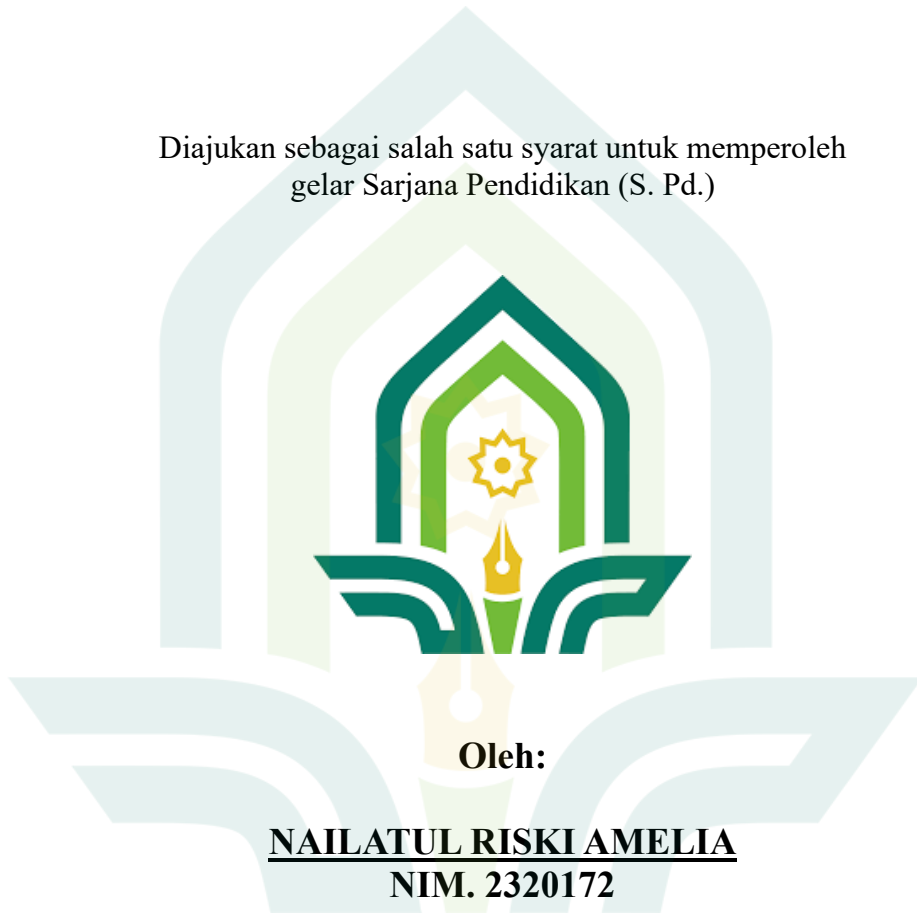 Diajukan sebagai salah satu syarat untuk memperoleh
gelar Sarjana Pendidikan (S. Pd.)
Oleh:
NAILATUL RISKI AMELIA
NIM. 2320172